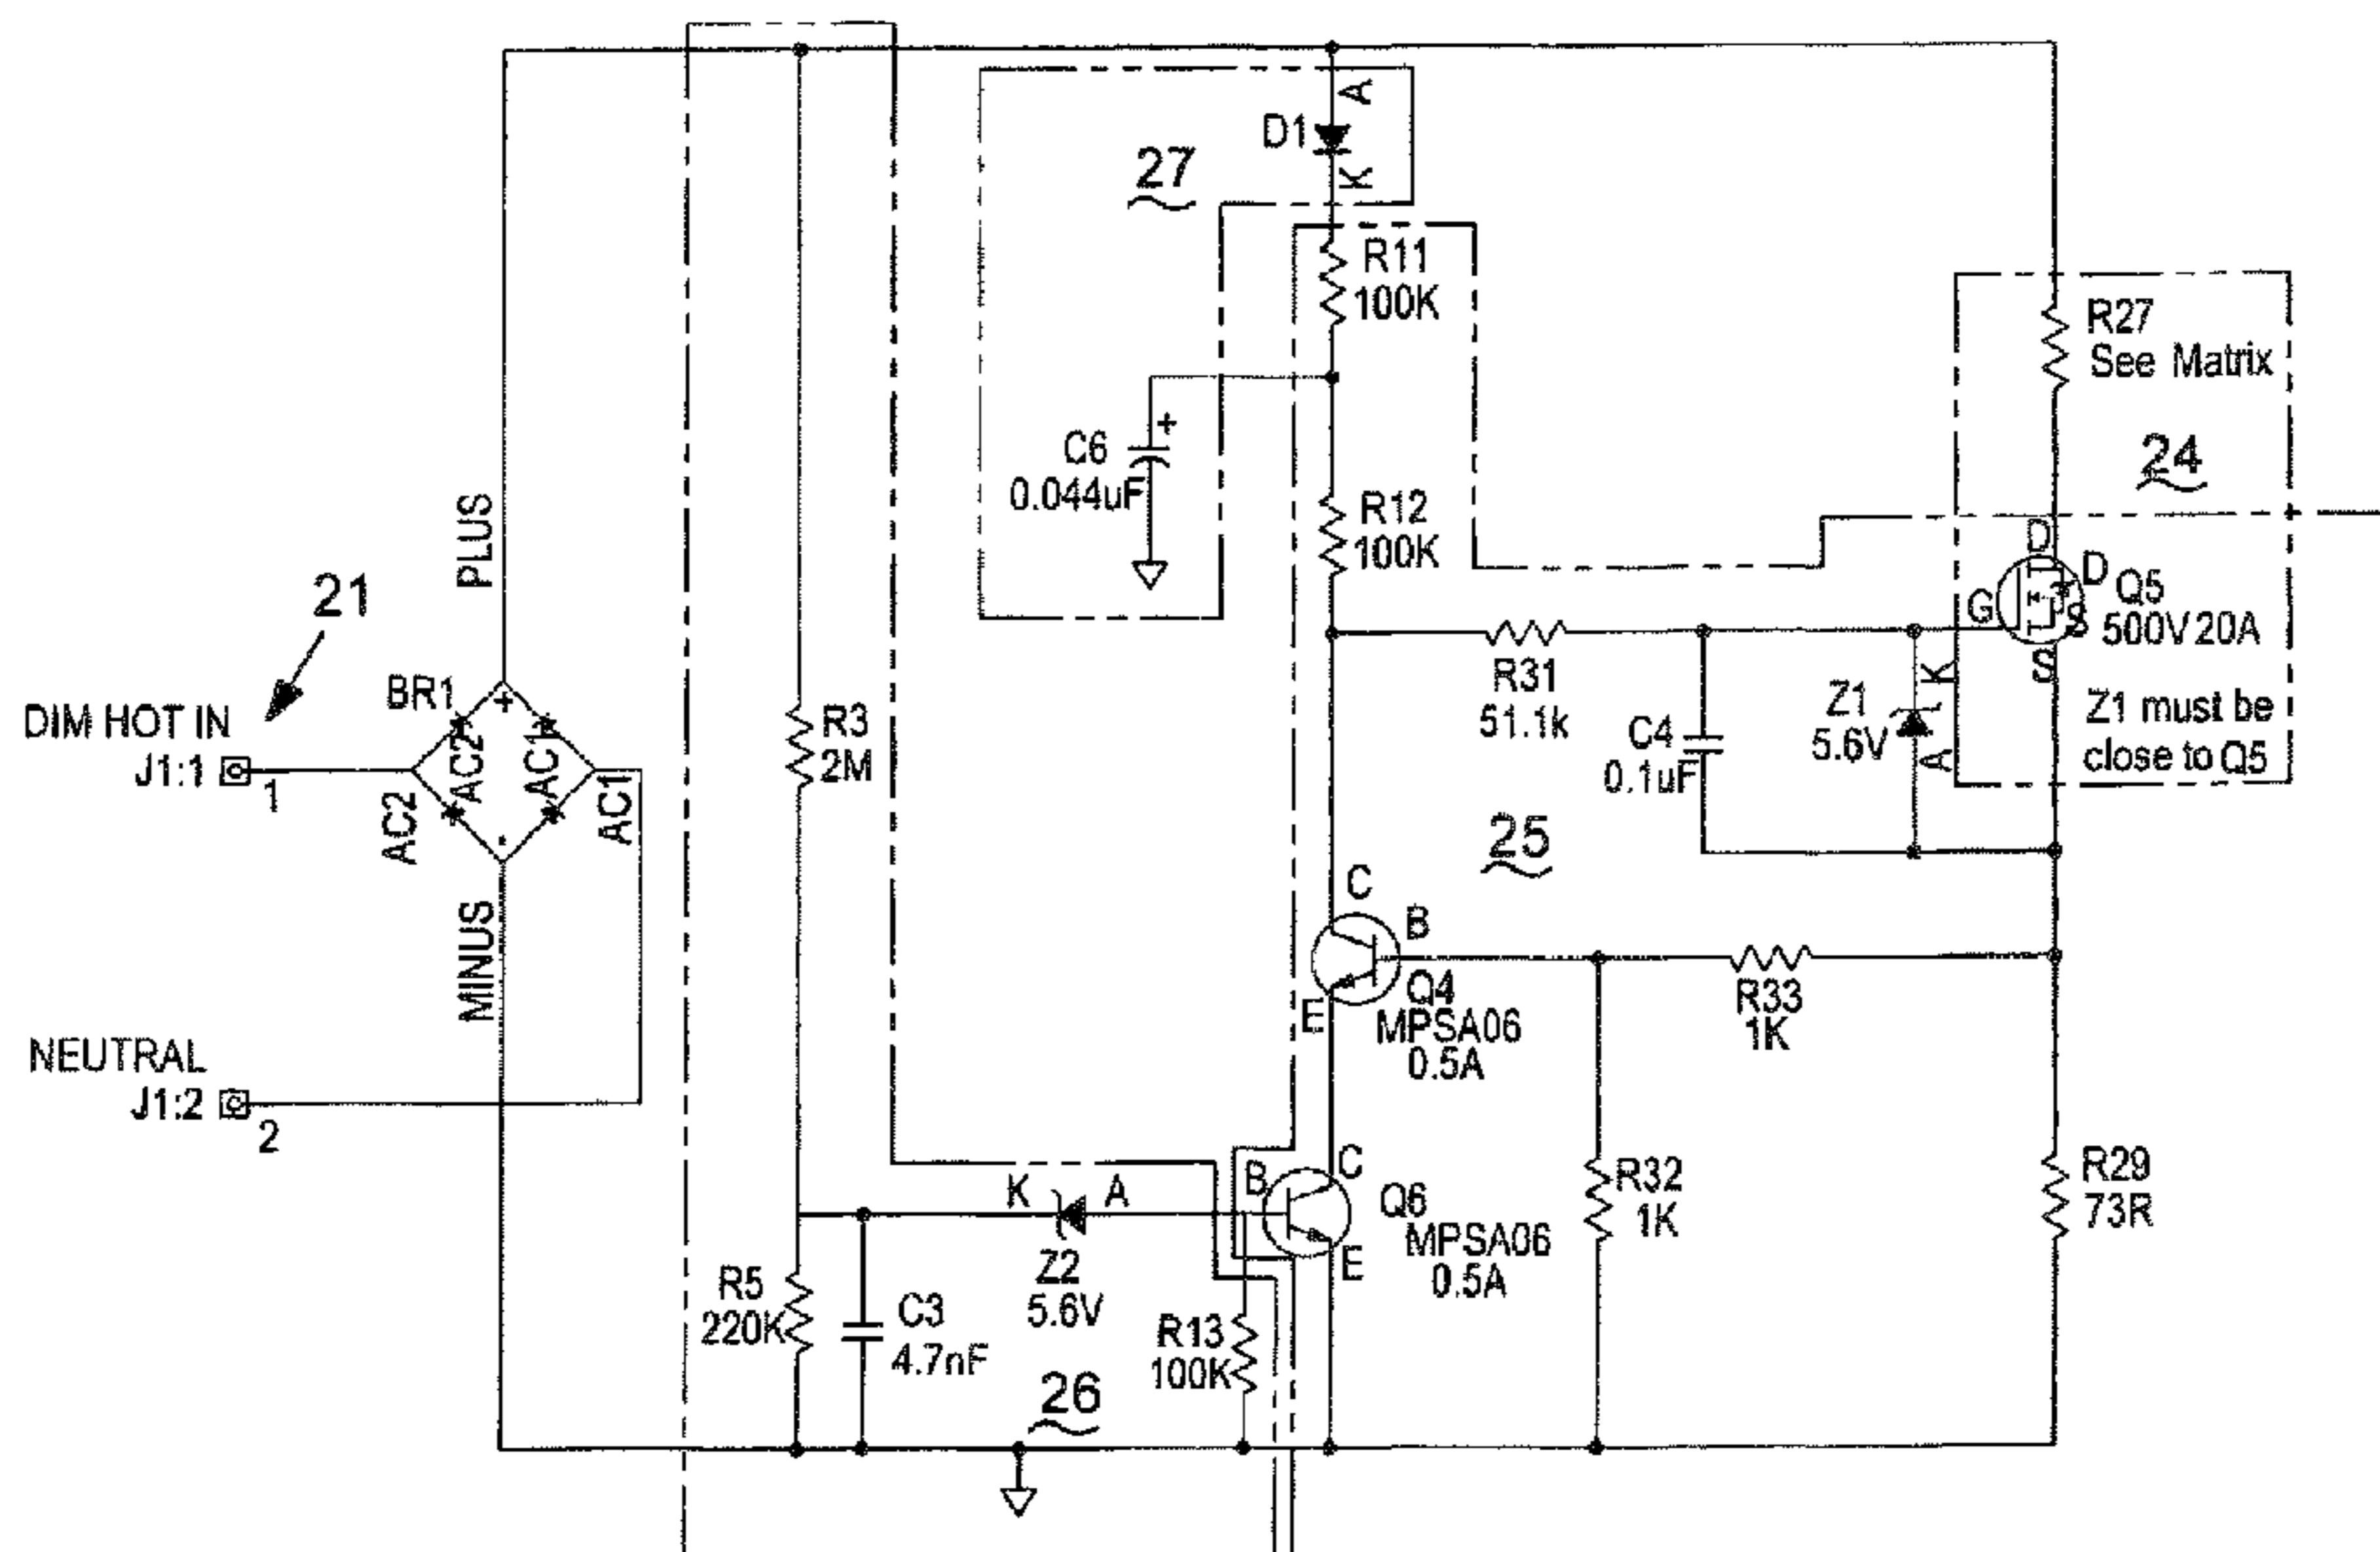 A
D1
K
27
R11
100K
R27
See Matrix
C6
+
0.044uF
R12
100K
24
PLUS
D
D
G
Q5
S
500V 20A
S
21
BR1
+
DIM HOT IN
J1:1
1
AC2
AC1
AC2
AC1
-
R3
2M
R31
51.1k
C4
0.1uF
K
Z1
5.6V
A
Z1 must be
close to Q5
25
MINUS
C
B
Q4
E
MPSA06
0.5A
R33
1K
NEUTRAL
J1:2
2
K
A
B
C
Q6
MPSA06
0.5A
E
R32
1K
R29
73R
Z2
5.6V
R5
220K
C3
4.7nF
R13
100K
26